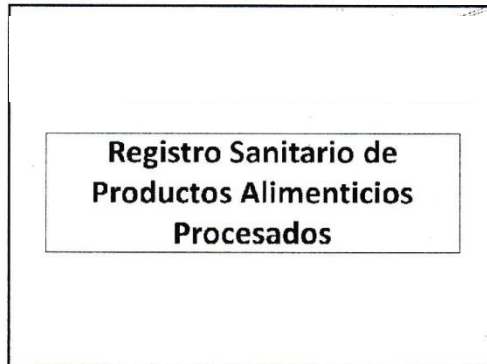 Registro Sanitario de
Productos Alimenticios
Procesados